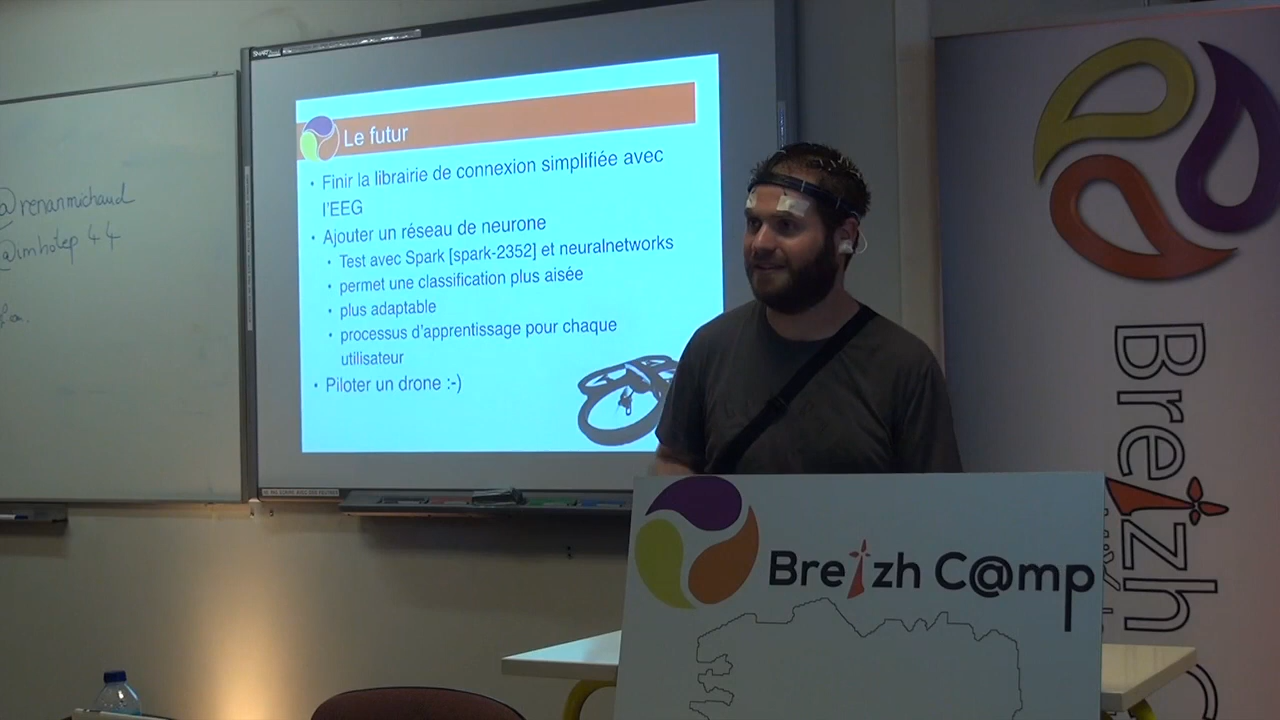 @renanmichaud
@imhotep44
Le futur
• Finir la librairie de connexion simplifiée avec
l'EEG
• Ajouter un réseau de neurone
• Test avec Spark [spark-2352] et neuralnetworks
• permet une classification plus aisée
• plus adaptable
• processus d'apprentissage pour chaque
utilisateur
• Piloter un drone :-)
Breizh C@mp
Breizh C